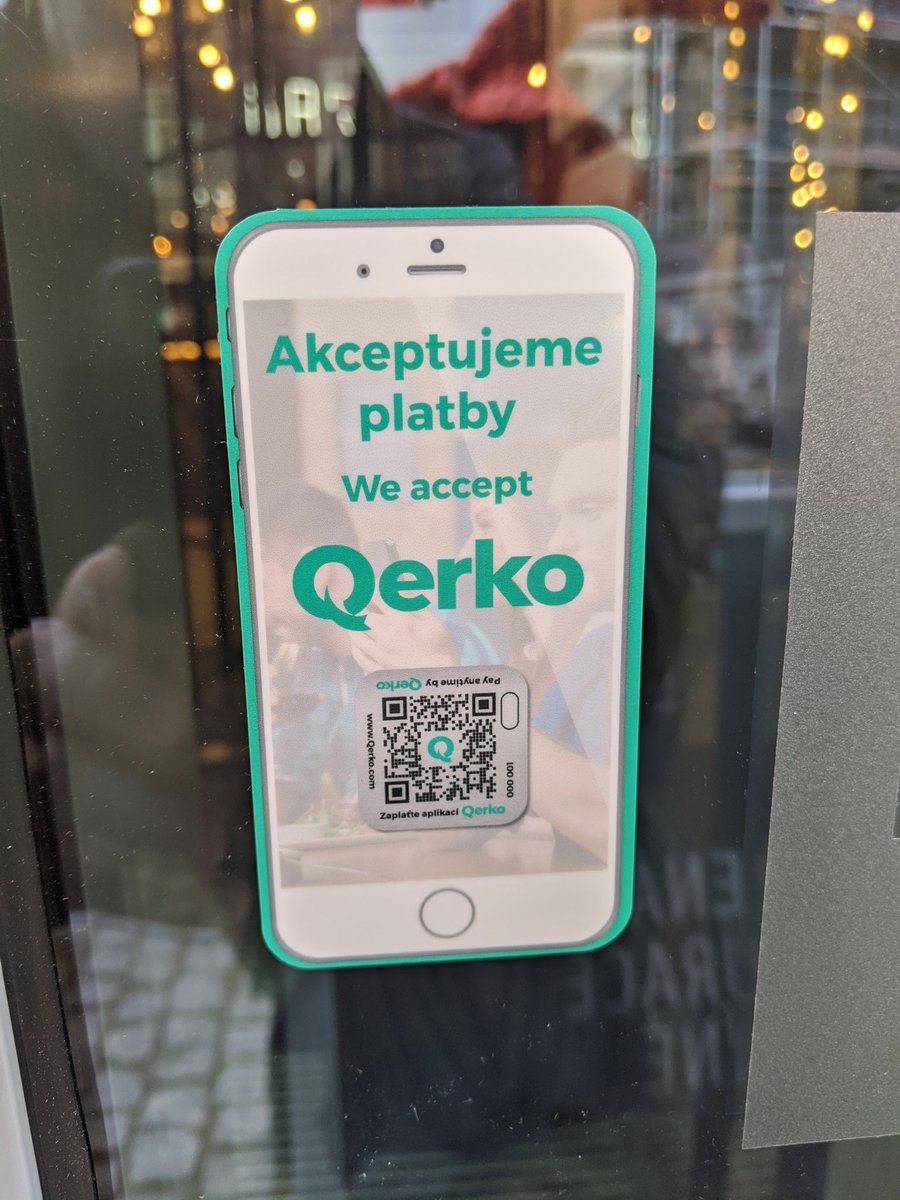 Akceptujeme
platby
We accept
Qerko
Pay anytime by Qerko
www.Qerko.com
100 000
Zaplaťte aplikací Qerko